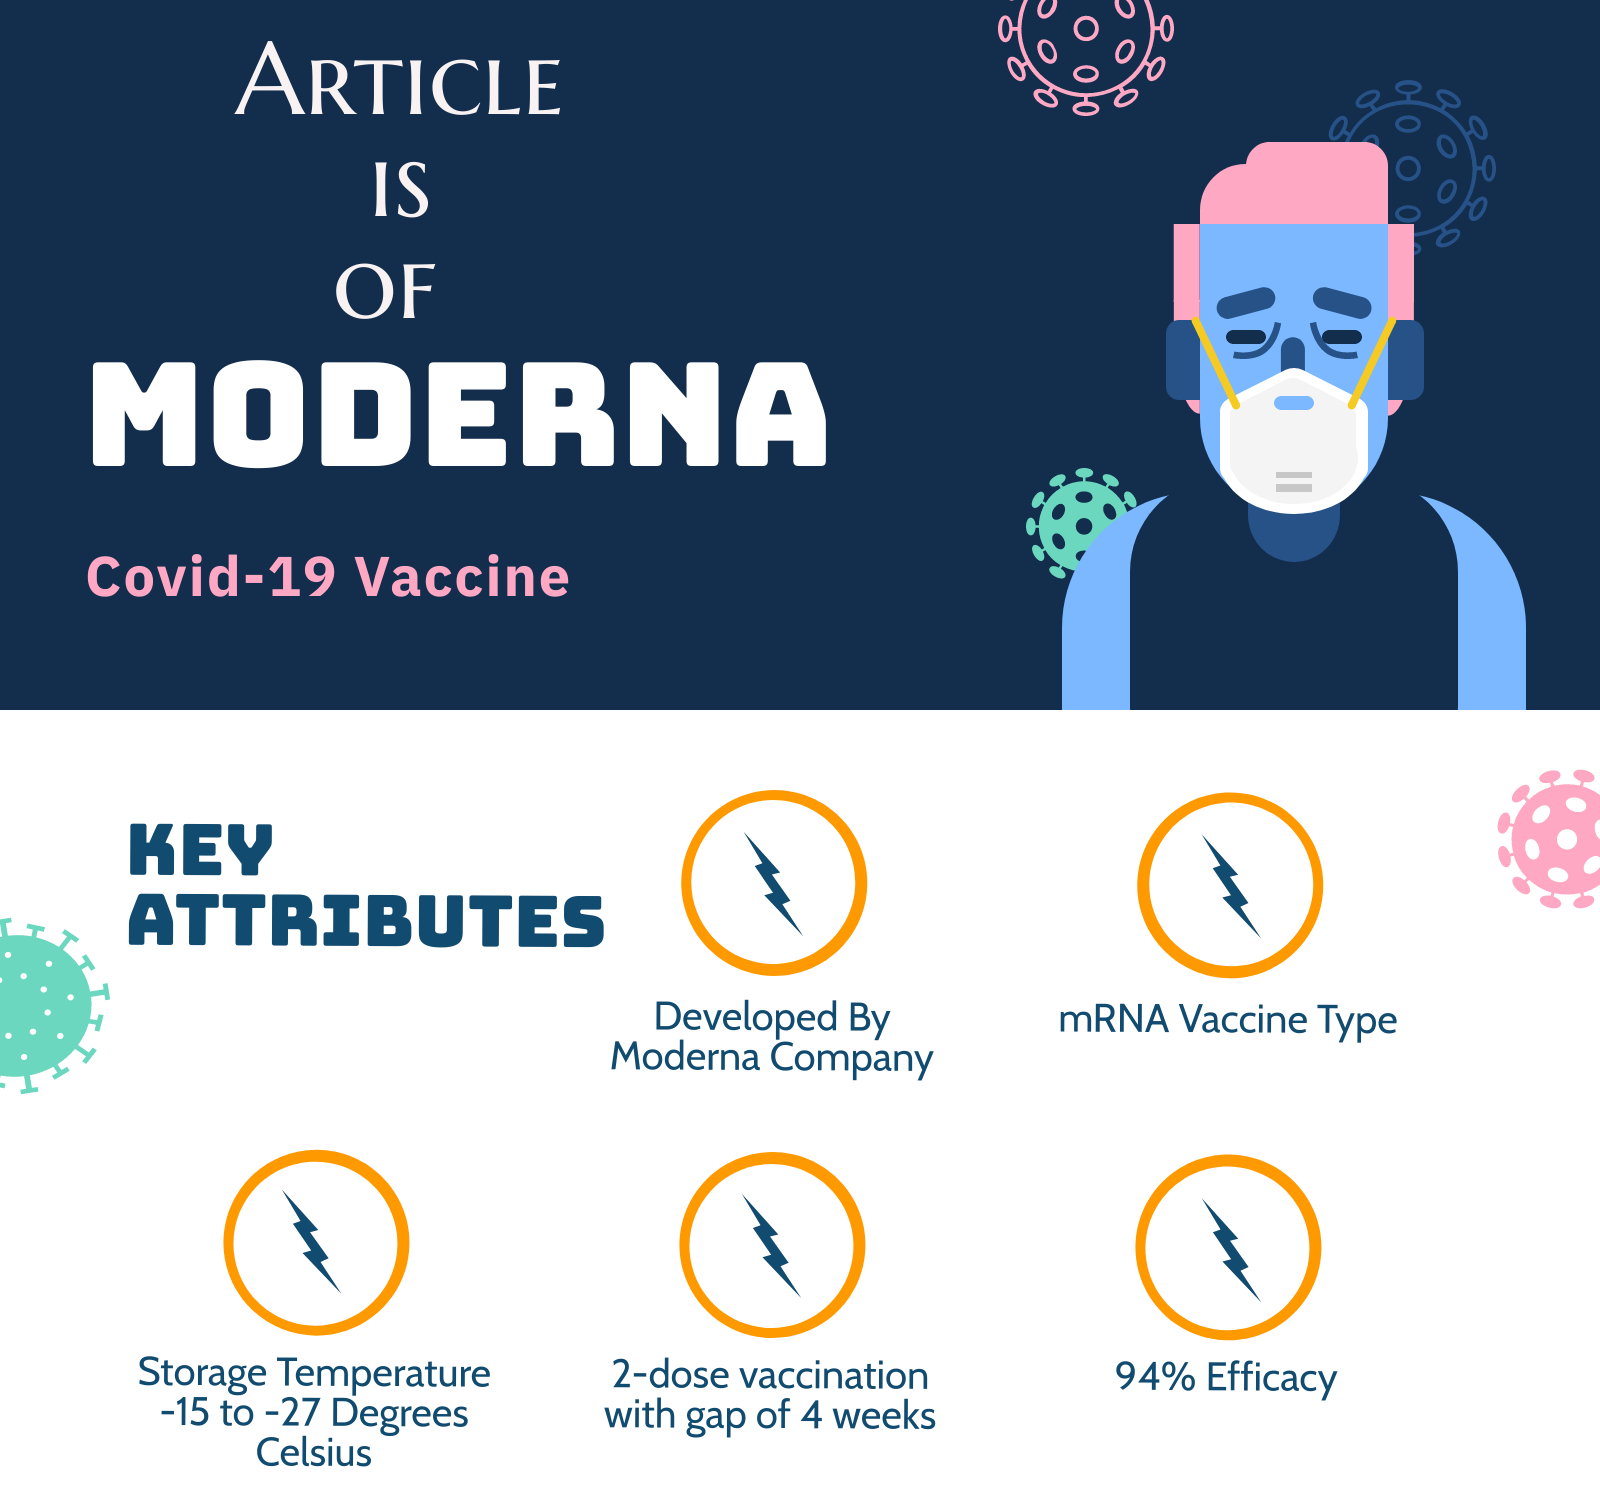 Article
is
of
MODERNA
Covid-19 Vaccine
KEY
ATTRIBUTES
Developed By
Moderna Company
mRNA Vaccine Type
Storage Temperature
-15 to -27 Degrees
Celsius
2-dose vaccination
with gap of 4 weeks
94% Efficacy